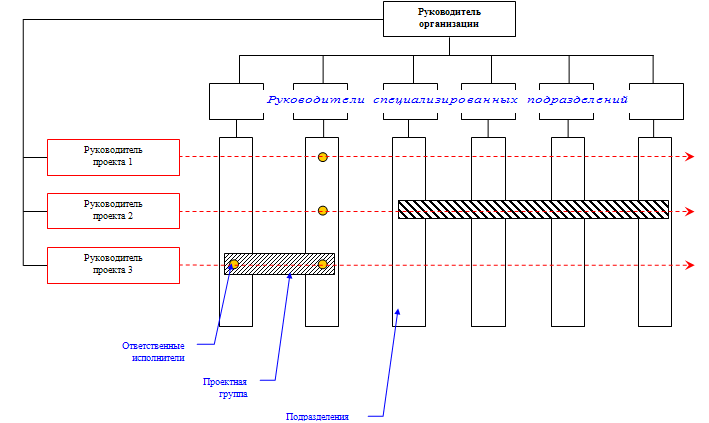 Руководитель
организации
Руководители специализированных подразделений
Руководитель
проекта 1
Руководитель
проекта 2
Руководитель
проекта 3
Ответственные
исполнители
Проектная
группа
Подразделения